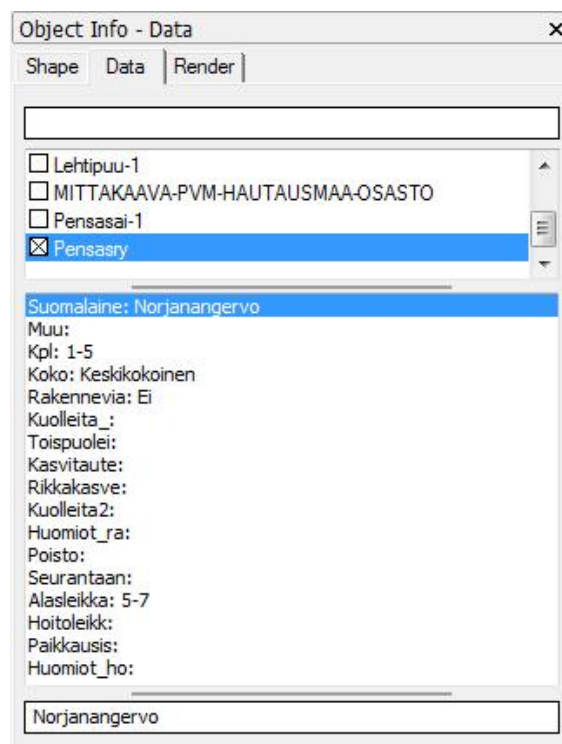 Object Info - Data
Shape Data Render
Lehtipuu-1
MITTAKAAVA-PVM-HAUTAUSMAA-OSASTO
Pensasai-1
Pensasry
Suomalaine: Norjanangervo
Muu:
Kpl: 1-5
Koko: Keskikokoinen
Rakennevia: Ei
Kuolleita_:
Toispuolei:
Kasvitaute:
Rikkakasve:
Kuolleita2:
Huomiot_ra:
Poisto:
Seurantaan:
Alasleikka: 5-7
Hoitoleikk:
Paikkausis:
Huomiot_ho:
Norjanangervo